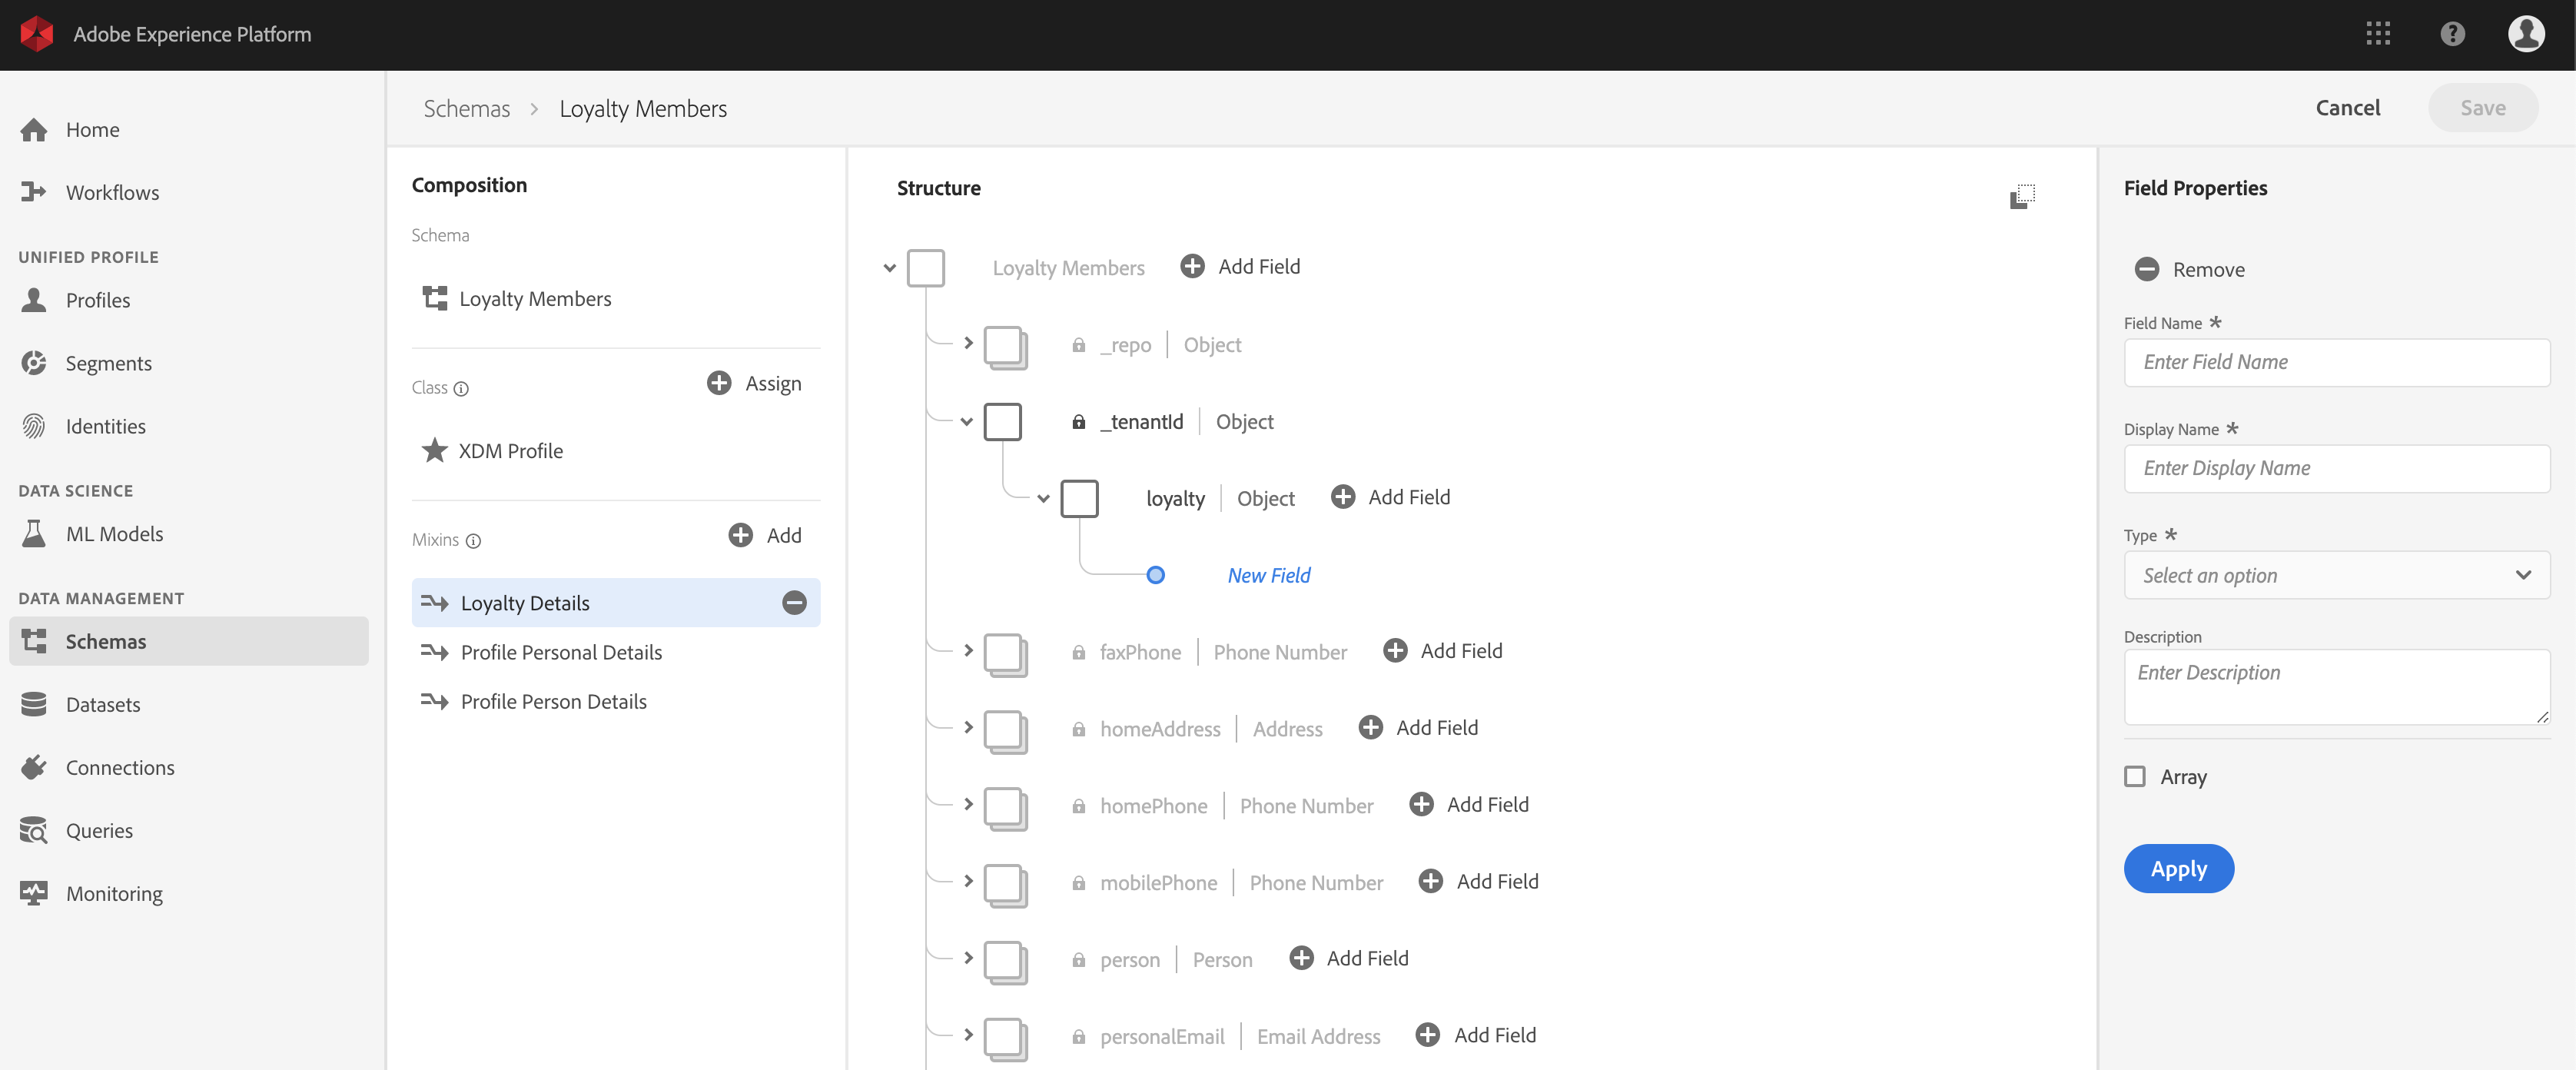 Adobe Experience Platform
Home
Workflows
UNIFIED PROFILE
Profiles
Segments
Identities
DATA SCIENCE
ML Models
DATA MANAGEMENT
Schemas
Datasets
Connections
Queries
Monitoring
Schemas > Loyalty Members
Cancel
Save
Composition
Schema
Loyalty Members
Class
Assign
XDM Profile
Mixins
Add
Loyalty Details
Profile Personal Details
Profile Person Details
Structure
Loyalty Members Add Field
_repo | Object
_tenantId | Object
loyalty | Object Add Field
New Field
faxPhone | Phone Number Add Field
homeAddress | Address Add Field
homePhone | Phone Number Add Field
mobilePhone | Phone Number Add Field
person | Person Add Field
personalEmail | Email Address Add Field
Field Properties
Remove
Field Name *
Enter Field Name
Display Name *
Enter Display Name
Type *
Select an option
Description
Enter Description
Array
Apply